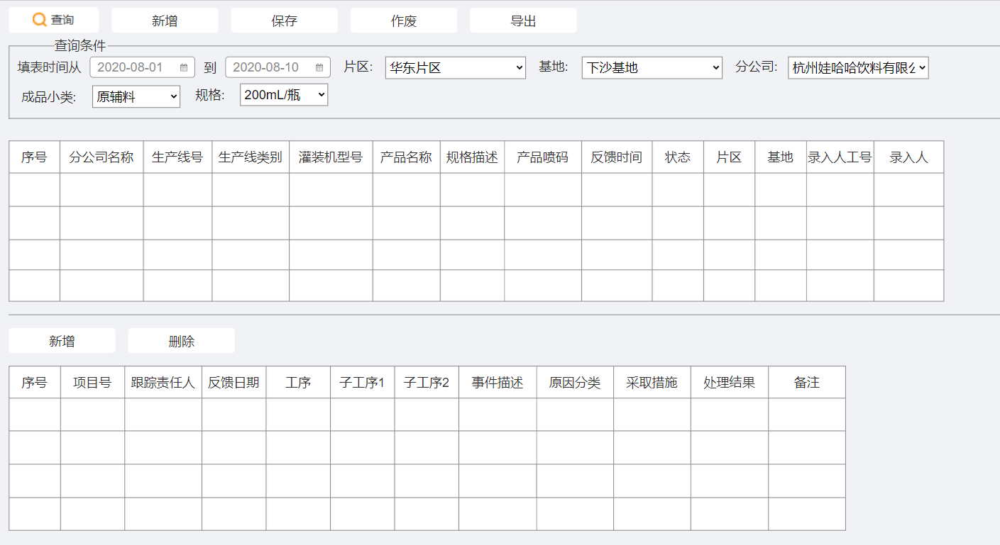 查询 新增 保存 作废 导出
查询条件
填表时间从 2020-08-01 到 2020-08-10 片区: 华东片区 基地: 下沙基地 分公司: 杭州娃哈哈饮料有限
成品小类: 原辅料 规格: 200mL/瓶
序号 分公司名称 生产线号 生产线类别 灌装机型号 产品名称 规格描述 产品喷码 反馈时间 状态 片区 基地 录入人工号 录入人
新增 删除
序号 项目号 跟踪责任人 反馈日期 工序 子工序1 子工序2 事件描述 原因分类 采取措施 处理结果 备注